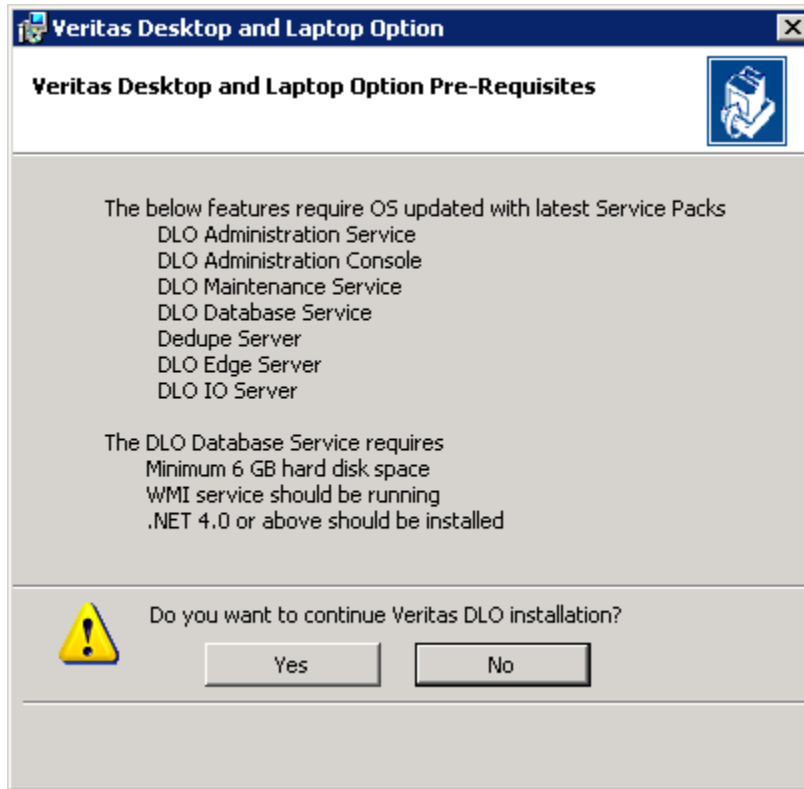 Veritas Desktop and Laptop Option
Veritas Desktop and Laptop Option Pre-Requisites
The below features require OS updated with latest Service Packs
DLO Administration Service
DLO Administration Console
DLO Maintenance Service
DLO Database Service
Dedupe Server
DLO Edge Server
DLO IO Server
The DLO Database Service requires
Minimum 6 GB hard disk space
WMI service should be running
.NET 4.0 or above should be installed
Do you want to continue Veritas DLO installation?
Yes
No